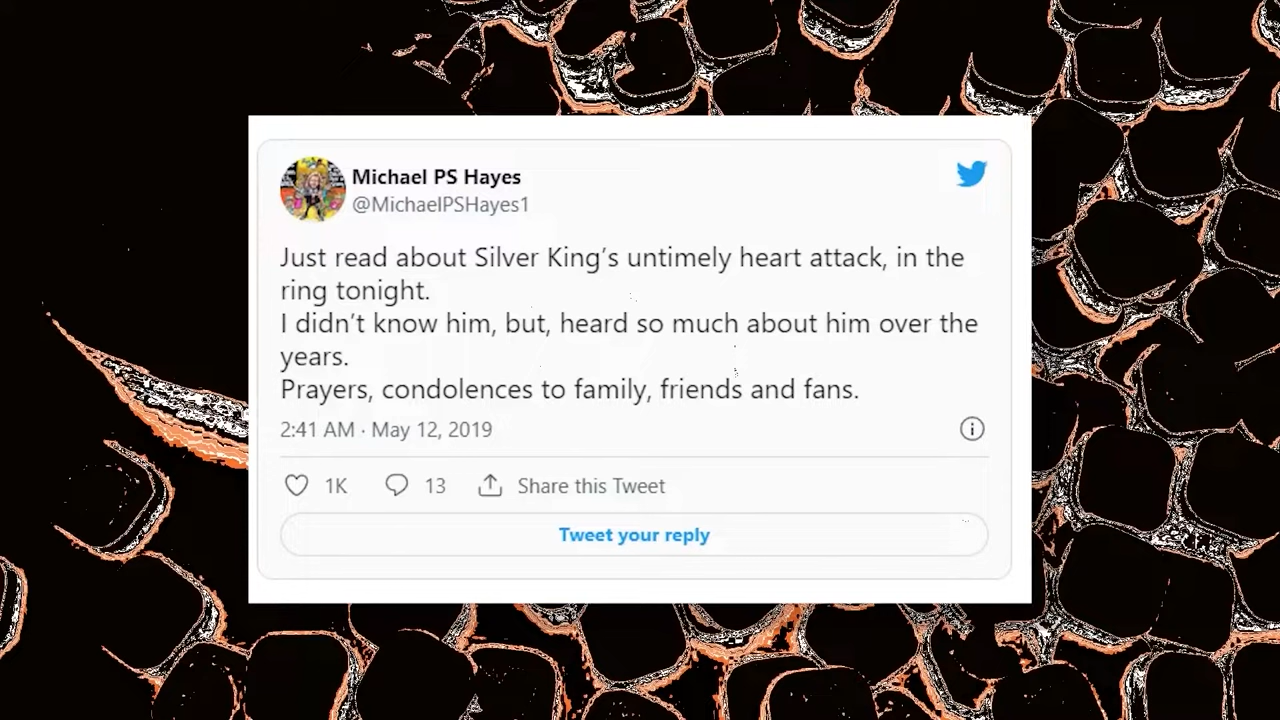 Michael PS Hayes
@MichaelPSHayes1
Just read about Silver King’s untimely heart attack, in the
ring tonight.
I didn’t know him, but, heard so much about him over the
years.
Prayers, condolences to family, friends and fans.
2:41 AM · May 12, 2019
1K 13 Share this Tweet
Tweet your reply